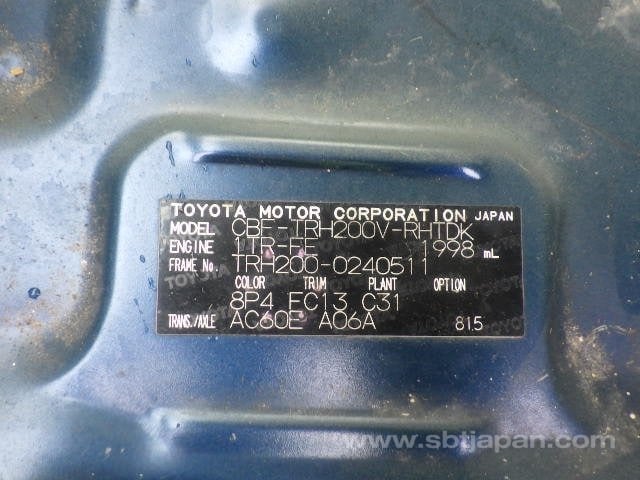 TOYOTA MOTOR CORPORATION JAPAN
MODEL CBF-TRH200V-RHTDK
ENGINE 1TR-FE 1998 mL
FRAME No. TRH200-0240511
COLOR TRIM PLANT OPTION
8P4 FC13 C31
TRANS./AXLE AC60E A06A 815
www.sbtjapan.com